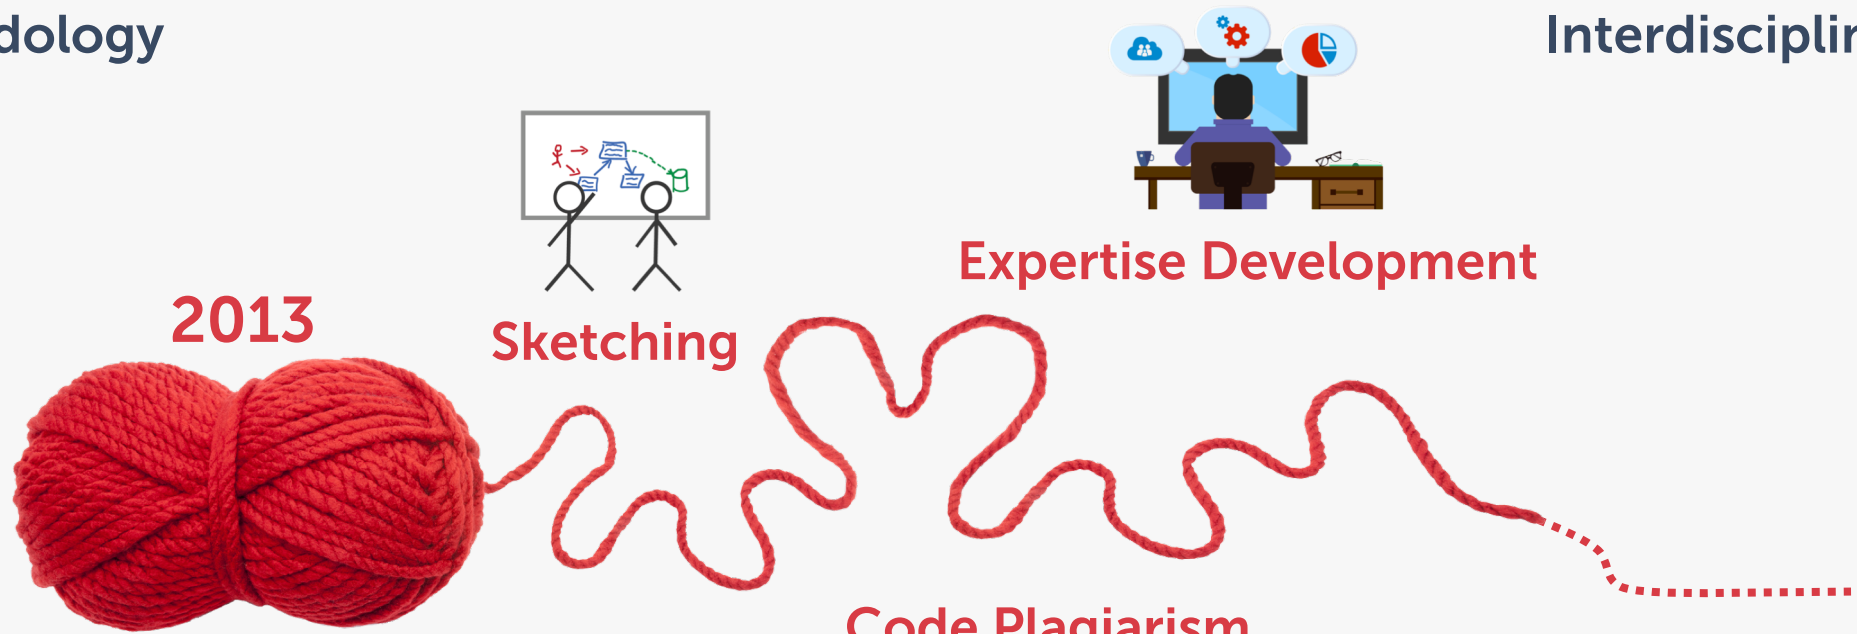 dology
Interdisciplin
Expertise Development
2013
Sketching
Code Plagiarism